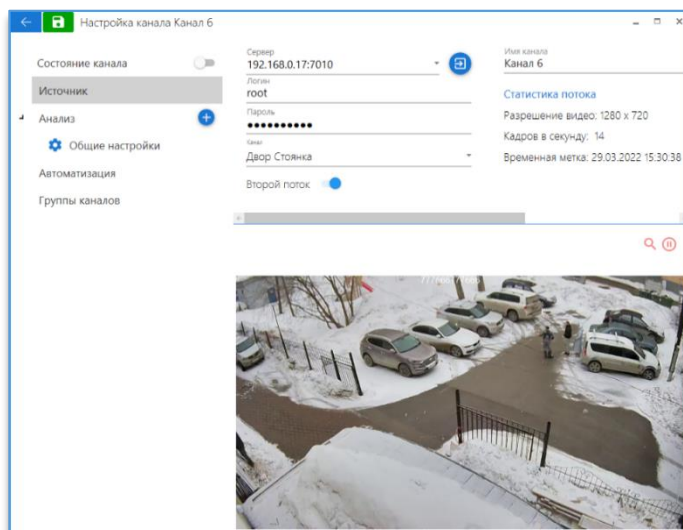 Настройка канала Канал 6
Состояние канала
Источник
Анализ
Общие настройки
Автоматизация
Группы каналов
Сервер
192.168.0.17:7010
Логин
root
Пароль
••••••••••
Канал
Двор Стоянка
Второй поток
Имя канала
Канал 6
Статистика потока
Разрешение видео: 1280 x 720
Кадров в секунду: 14
Временная метка: 29.03.2022 15:30:38